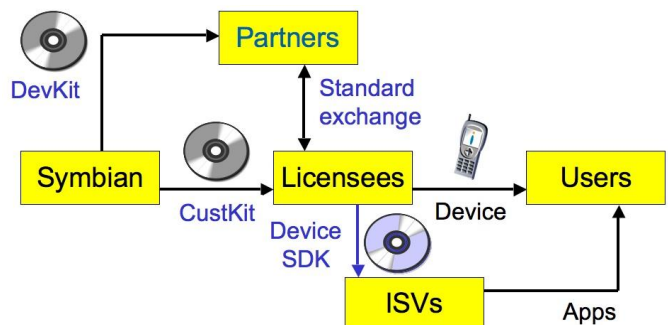 Partners
DevKit
Standard
exchange
Symbian
CustKit
Licensees
Device
Users
Device
SDK
ISVs
Apps